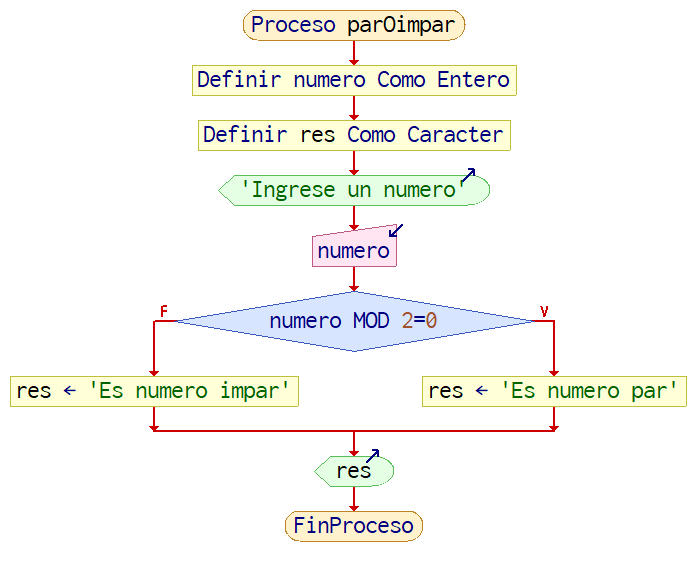 Proceso parOimpar
Definir numero Como Entero
Definir res Como Caracter
'Ingrese un numero'
numero
F
numero MOD 2=0
V
res ← 'Es numero impar'
res ← 'Es numero par'
res
FinProceso